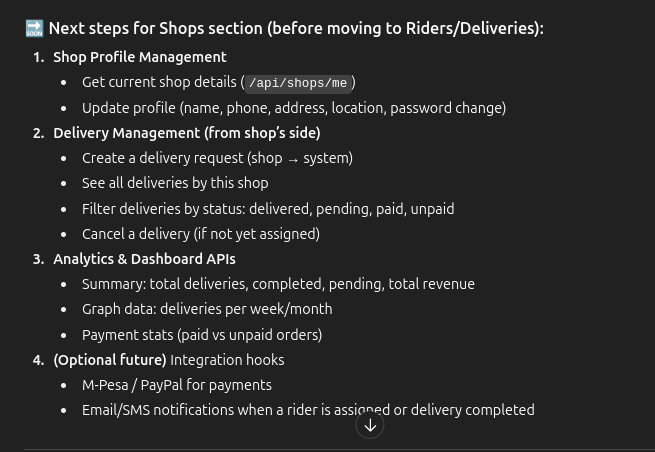 🔜 Next steps for Shops section (before moving to Riders/Deliveries):
1. Shop Profile Management
• Get current shop details (/api/shops/me)
• Update profile (name, phone, address, location, password change)
2. Delivery Management (from shop’s side)
• Create a delivery request (shop → system)
• See all deliveries by this shop
• Filter deliveries by status: delivered, pending, paid, unpaid
• Cancel a delivery (if not yet assigned)
3. Analytics & Dashboard APIs
• Summary: total deliveries, completed, pending, total revenue
• Graph data: deliveries per week/month
• Payment stats (paid vs unpaid orders)
4. (Optional future) Integration hooks
• M-Pesa / PayPal for payments
• Email/SMS notifications when a rider is assigned or delivery completed